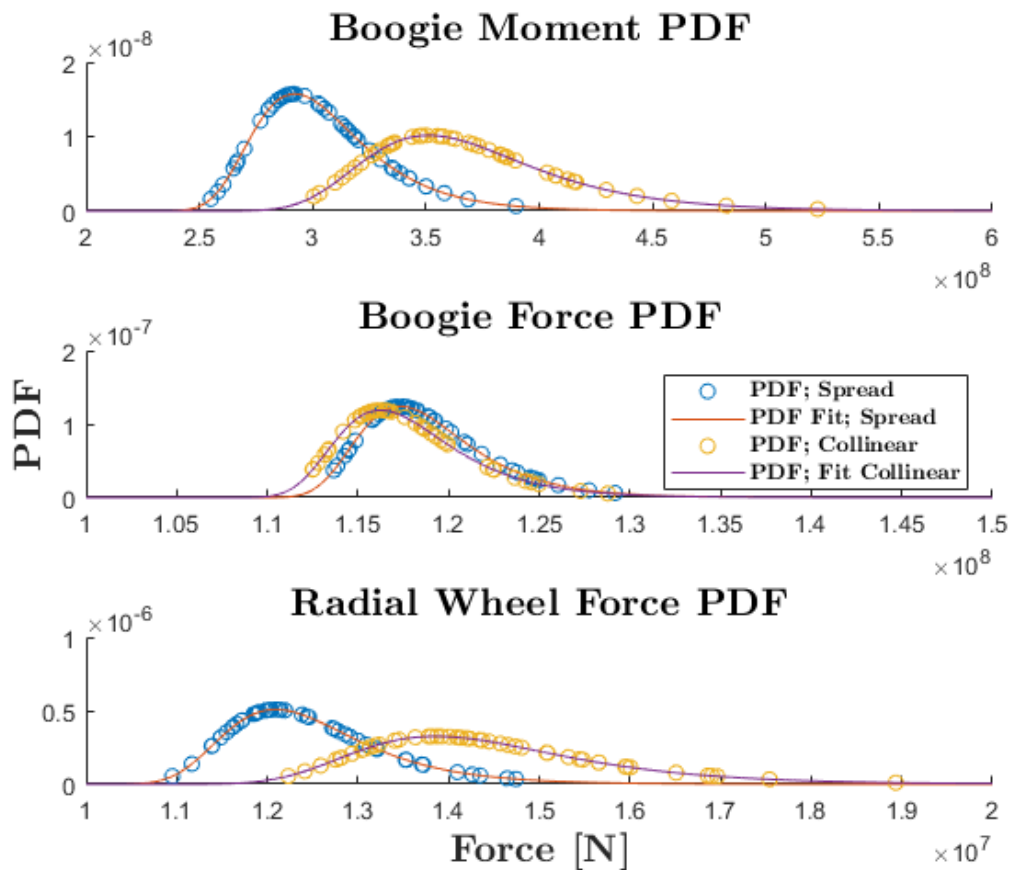 Boogie Moment PDF
×10⁻⁸
2
1
0
2 2.5 3 3.5 4 4.5 5 5.5 6
×10⁸
Boogie Force PDF
×10⁻⁷
2
1
0
PDF
PDF; Spread
PDF Fit; Spread
PDF; Collinear
PDF; Fit Collinear
1 1.05 1.1 1.15 1.2 1.25 1.3 1.35 1.4 1.45 1.5
×10⁸
Radial Wheel Force PDF
×10⁻⁶
1
0.5
0
1 1.1 1.2 1.3 1.4 1.5 1.6 1.7 1.8 1.9 2
Force [N]
×10⁷